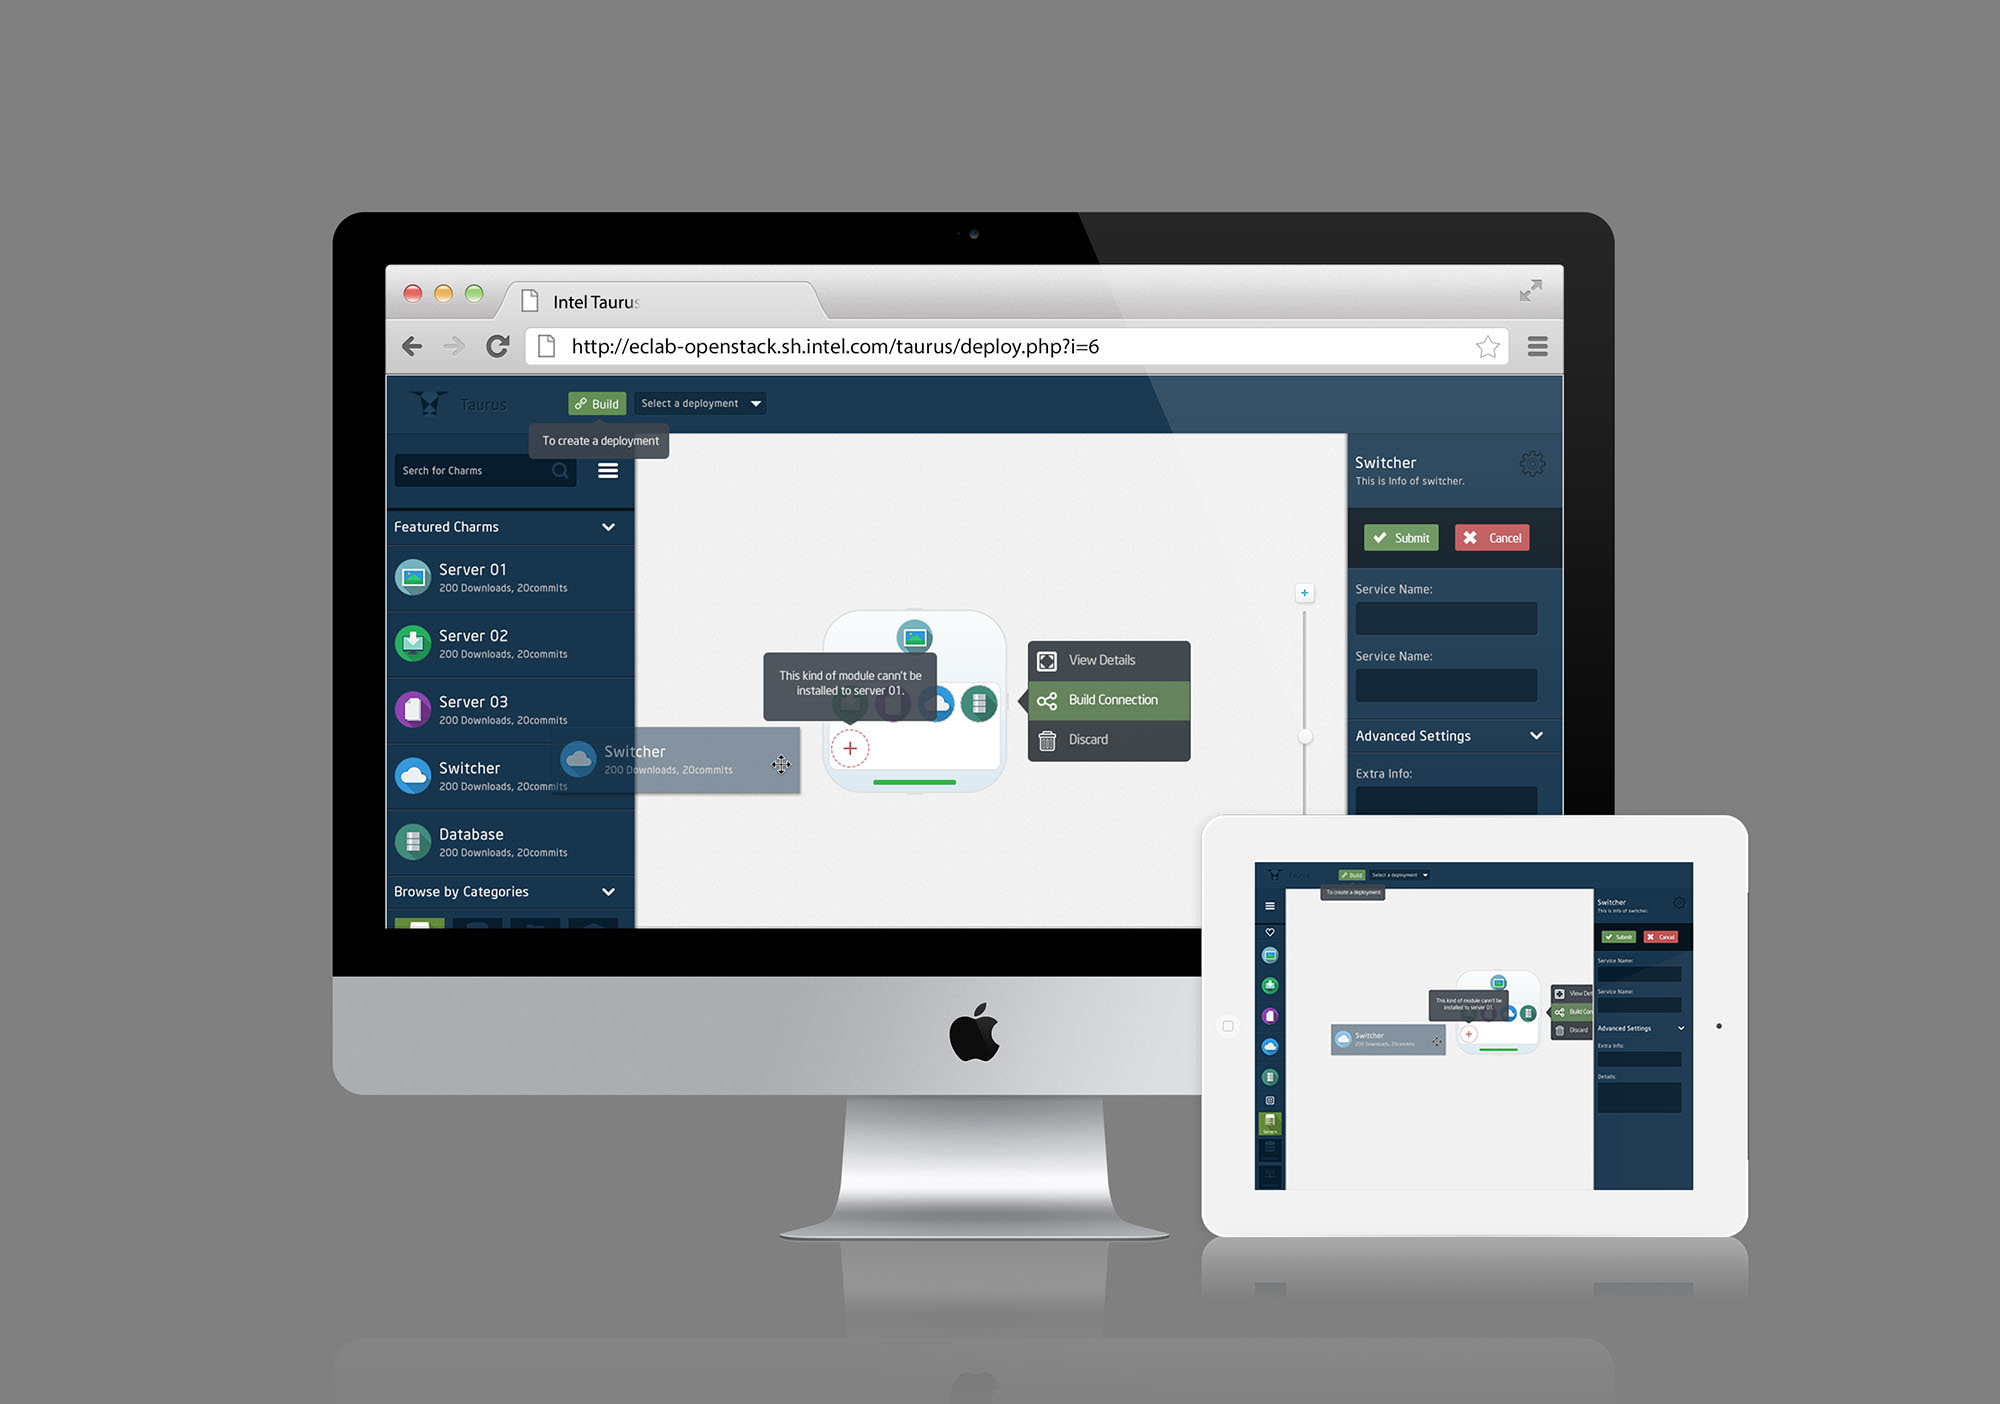 Intel Taurus
http://eclab-openstack.sh.intel.com/taurus/deploy.php?i=6
Taurus
Build
Select a deployment
To create a deployment
Serch for Charms
Featured Charms
Server 01
200 Downloads, 20commits
Server 02
200 Downloads, 20commits
Server 03
200 Downloads, 20commits
Switcher
200 Downloads, 20commits
Database
200 Downloads, 20commits
Browse by Categories
Switcher
200 Downloads, 20commits
This kind of module cann't be
installed to server 01.
View Details
Build Connection
Discard
Switcher
This is Info of switcher.
Submit
Cancel
Service Name:
Service Name:
Advanced Settings
Extra Info:
Build
Select a deployment
To create a deployment
Switcher
200 Downloads, 20commits
This kind of module cann't be
installed to server 01.
View Det
Build Con
Discard
Switcher
This is Info of switcher.
Submit
Cancel
Service Name:
Service Name:
Advanced Settings
Extra Info:
Details: